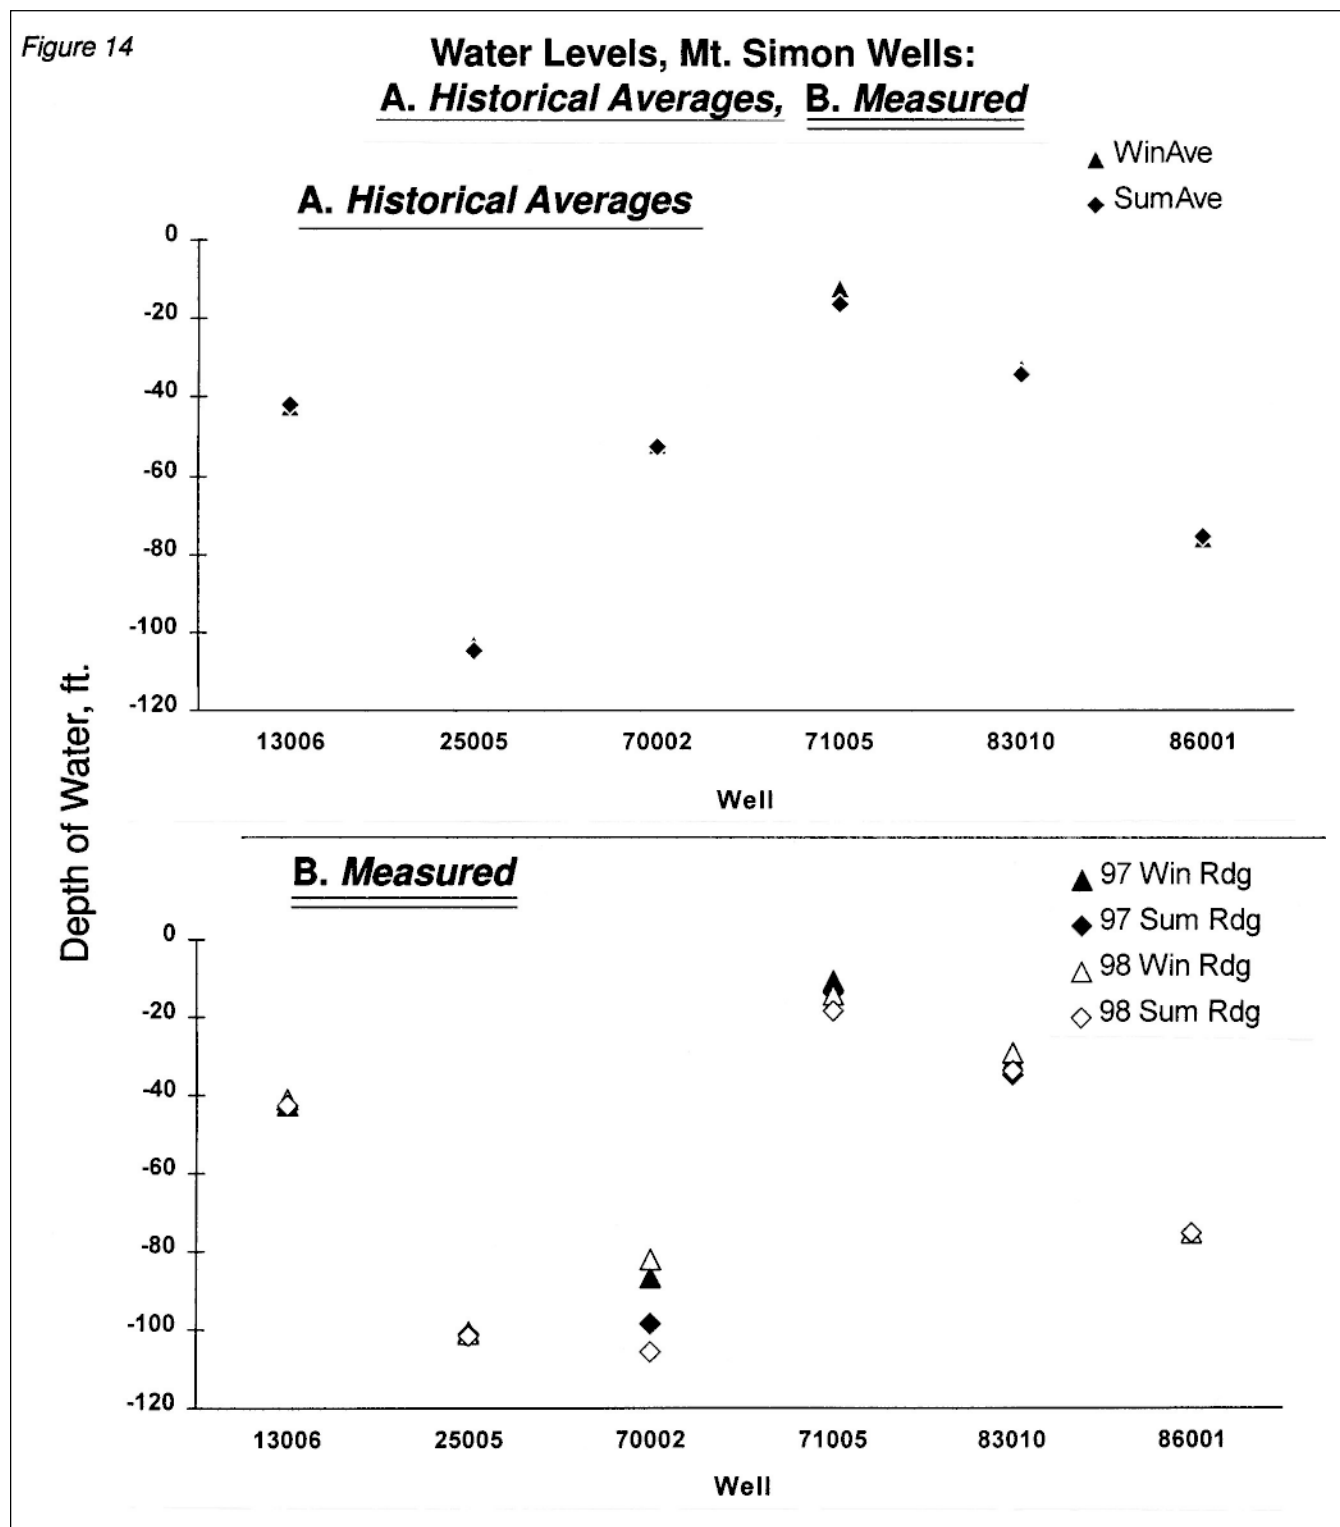 Figure 14
Water Levels, Mt. Simon Wells:
A. Historical Averages, B. Measured
▲ WinAve
◆ SumAve
A. Historical Averages
0
-20
-40
-60
-80
-100
-120
13006 25005 70002 71005 83010 86001
Well
Depth of Water, ft.
B. Measured
▲ 97 Win Rdg
◆ 97 Sum Rdg
△ 98 Win Rdg
◇ 98 Sum Rdg
0
-20
-40
-60
-80
-100
-120
13006 25005 70002 71005 83010 86001
Well